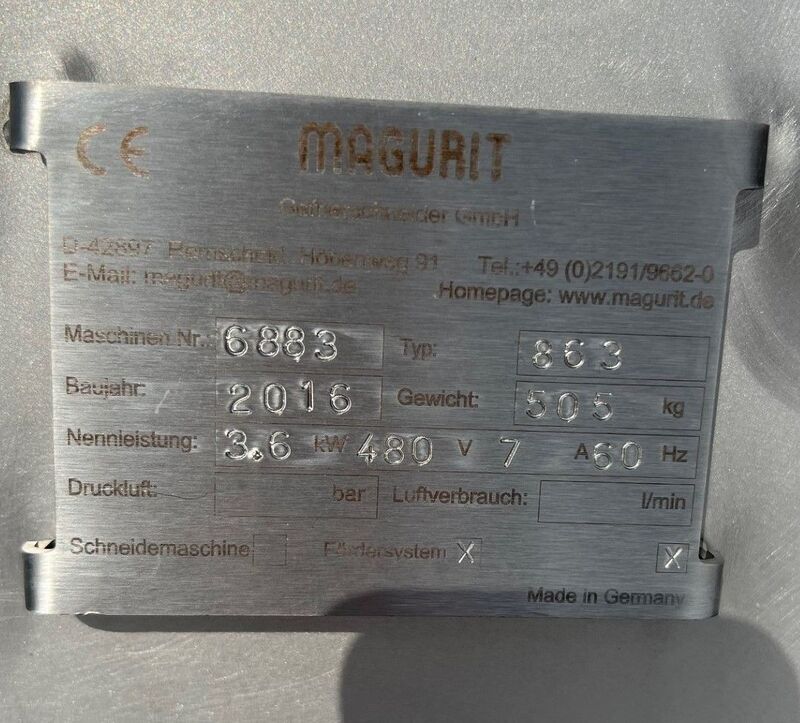 CE MAGURIT
Gefrierschneider GmbH
D-42897 Remscheid, Höhenweg 91 Tel.:+49 (0)2191/9662-0
E-Mail: magurit@magurit.de Homepage: www.magurit.de
Maschinen Nr.: 6883 Typ: 863
Baujahr: 2016 Gewicht: 505 kg
Nennleistung: 3.6 kW 480 V 7 A 60 Hz
Druckluft: bar Luftverbrauch: l/min
Schneidemaschine Fördersystem X X
Made in Germany